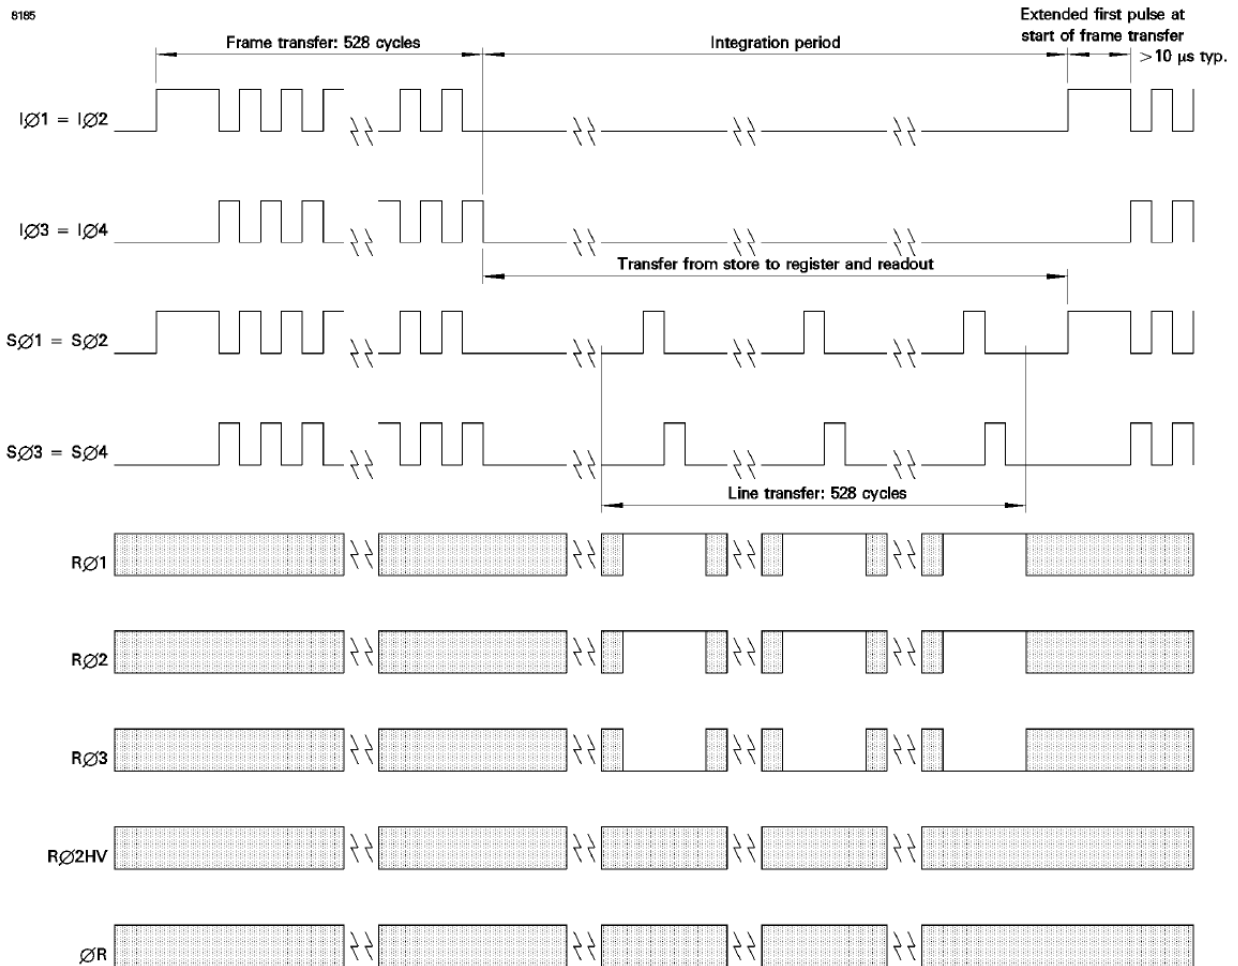 8185
Extended first pulse at
start of frame transfer
Frame transfer: 528 cycles
Integration period
>10 µs typ.
IØ1 = IØ2
IØ3 = IØ4
Transfer from store to register and readout
SØ1 = SØ2
SØ3 = SØ4
Line transfer: 528 cycles
RØ1
RØ2
RØ3
RØ2HV
ØR